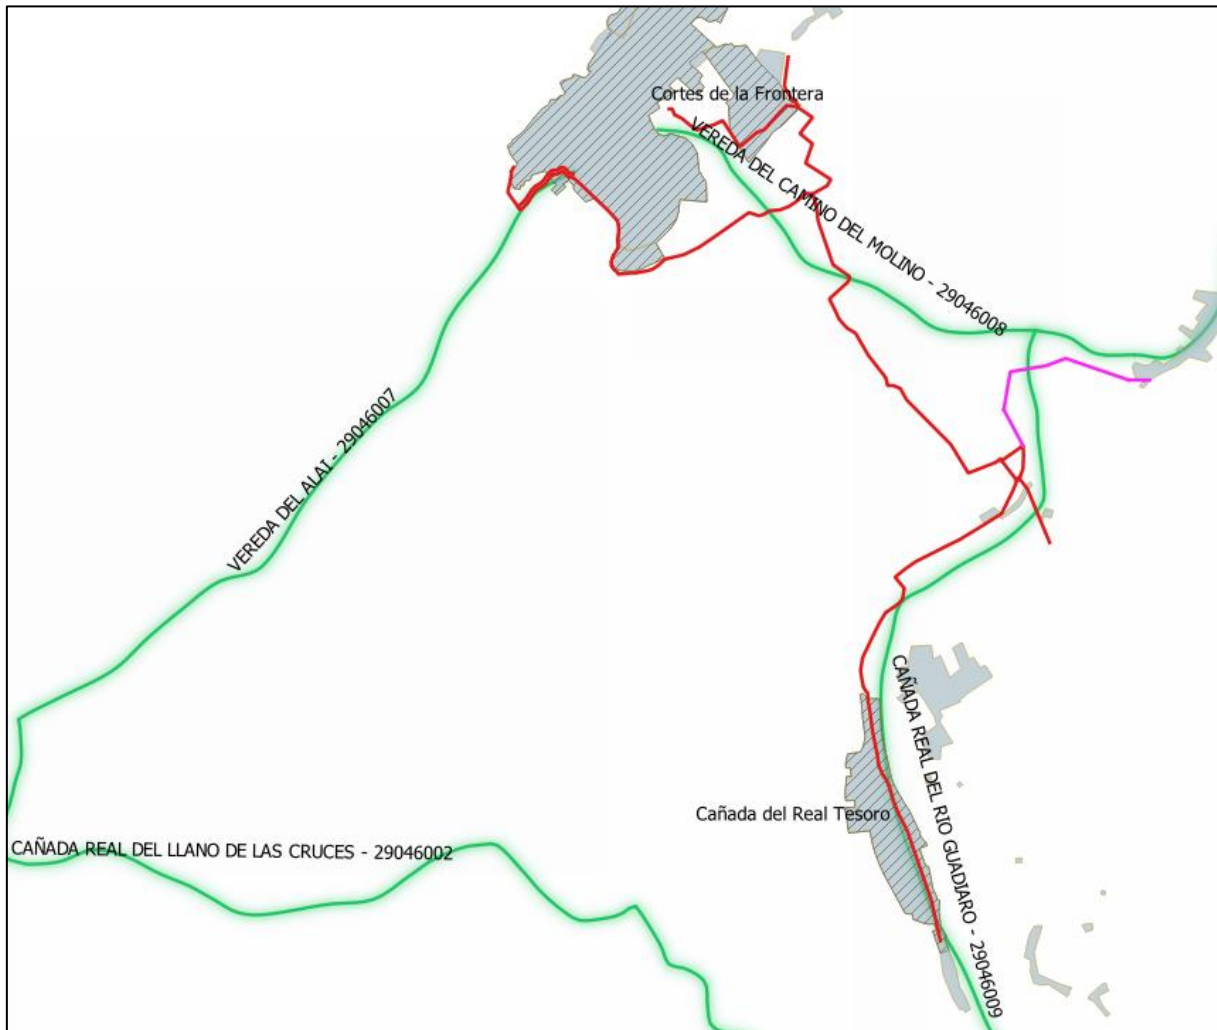 Cortes de la Frontera
VEREDA DEL CAMINO DEL MOLINO - 29046008
VEREDA DEL ALAI - 29046007
CAÑADA REAL DEL RIO GUADIARO - 29046009
Cañada del Real Tesoro
CAÑADA REAL DEL LLANO DE LAS CRUCES - 29046002